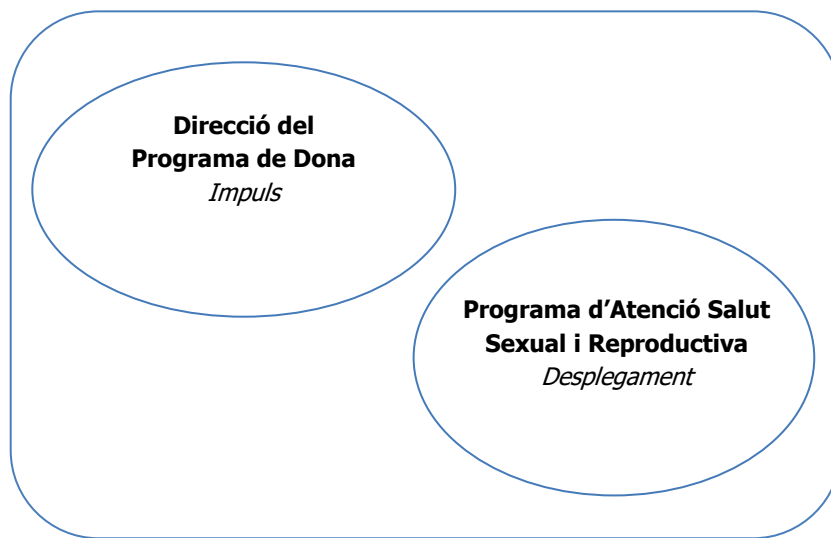 Direcció del
Programa de Dona
Impuls
Programa d’Atenció Salut
Sexual i Reproductiva
Desplegament